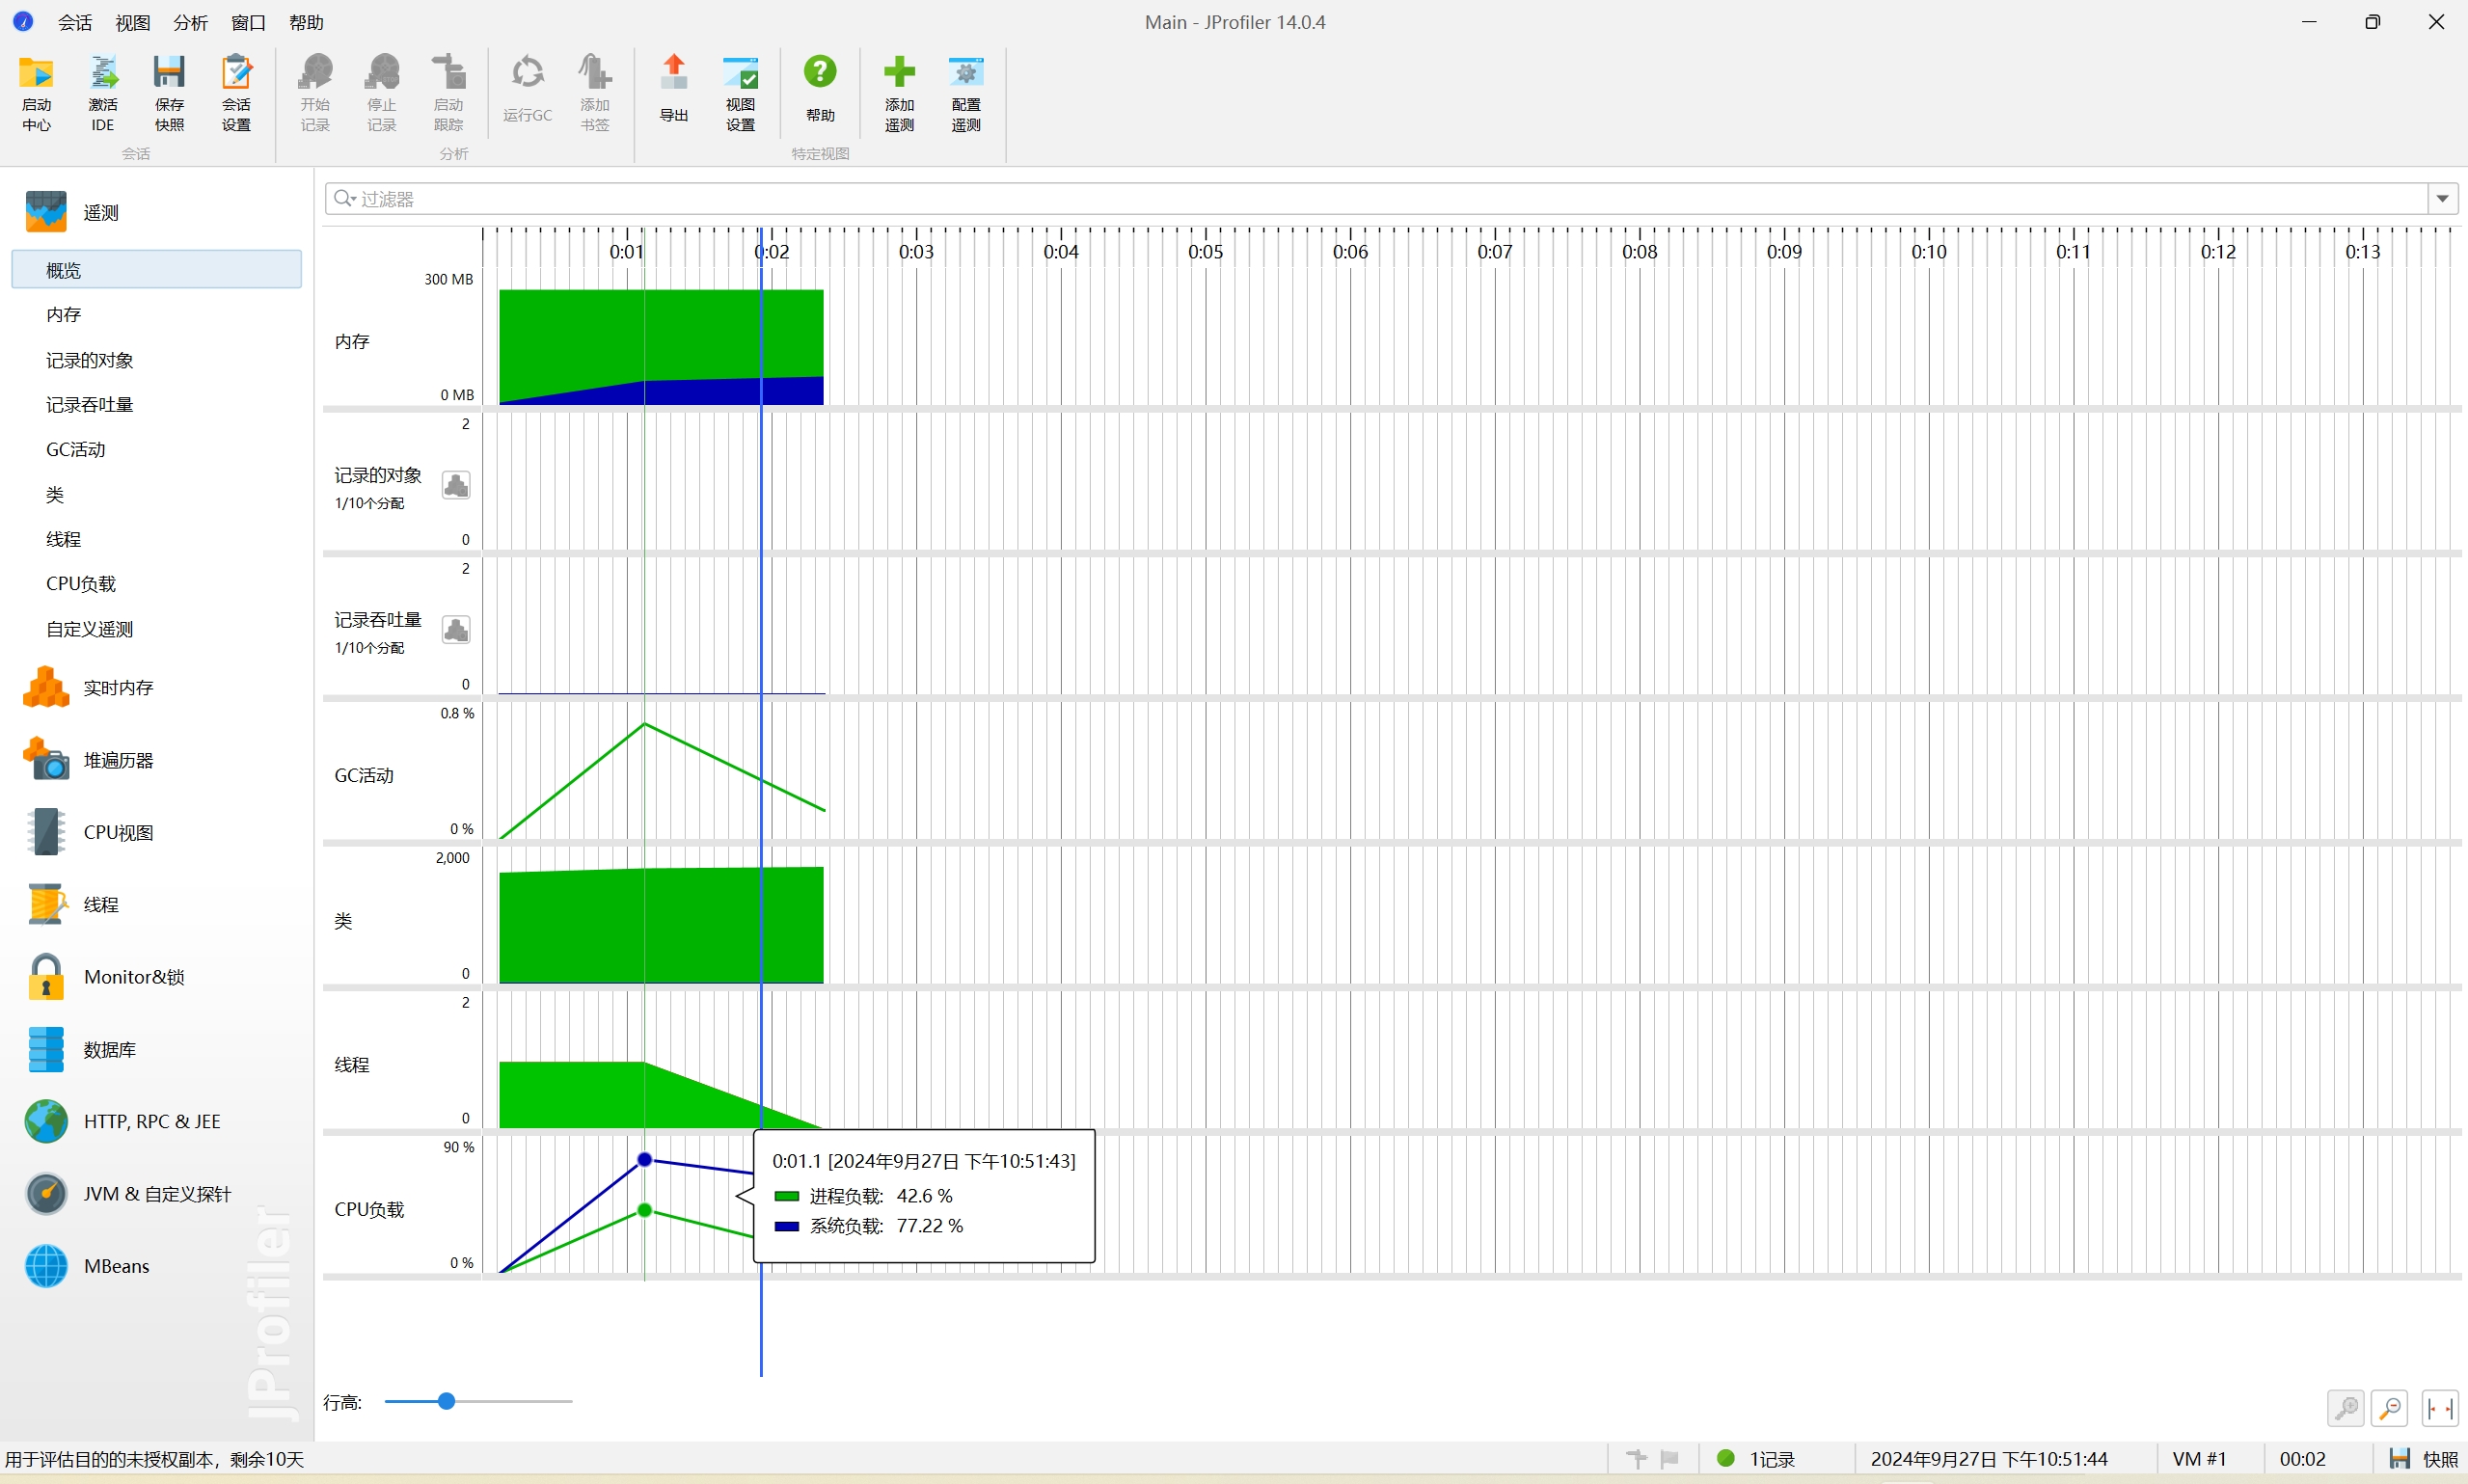 会话 视图 分析 窗口 帮助 Main - JProfiler 14.0.4
启动中心 激活IDE 保存快照 会话设置 开始记录 停止记录 启动跟踪 运行GC 添加书签 导出 视图设置 帮助 添加遥测 配置遥测
会话 分析 特定视图
遥测
概览
内存
记录的对象
记录吞吐量
GC活动
类
线程
CPU负载
自定义遥测
实时内存
堆遍历器
CPU视图
线程
Monitor&锁
数据库
HTTP, RPC & JEE
JVM & 自定义探针
MBeans
JProfiler
过滤器
0:01 0:02 0:03 0:04 0:05 0:06 0:07 0:08 0:09 0:10 0:11 0:12 0:13
300 MB
内存
0 MB
2
记录的对象
1/10个分配
0
2
记录吞吐量
1/10个分配
0
0.8 %
GC活动
0 %
2,000
类
0
2
线程
0
90 %
CPU负载
0 %
0:01.1 [2024年9月27日 下午10:51:43]
进程负载: 42.6 %
系统负载: 77.22 %
行高:
用于评估目的的未授权副本，剩余10天 1记录 2024年9月27日 下午10:51:44 VM #1 00:02 快照